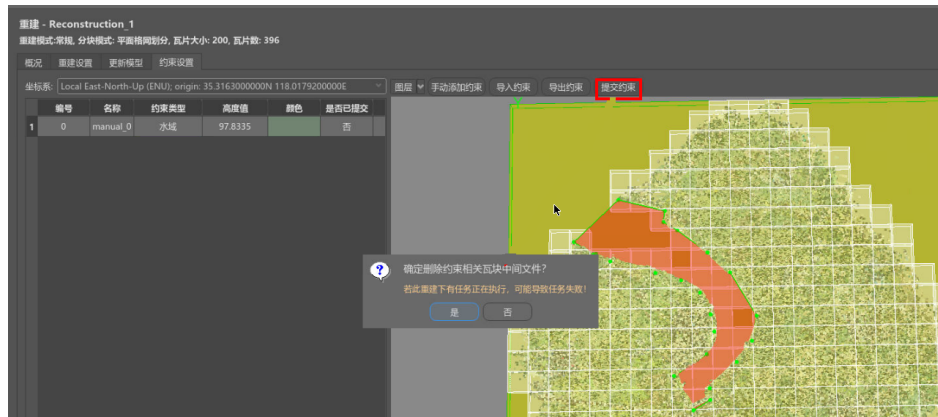 重建 - Reconstruction_1
重建模式:常规, 分块模式: 平面格网划分, 瓦片大小: 200, 瓦片数: 396
概况 重建设置 更新模型 约束设置
坐标系: Local East-North-Up (ENU); origin: 35.3163000000N 118.0179200000E 图层 手动添加约束 导入约束 导出约束 提交约束
编号 名称 约束类型 高度值 颜色 是否已提交
1 0 manual_0 水域 97.8335 否
确定删除约束相关瓦块中间文件?
若此重建下有任务正在执行, 可能导致任务失败!
是 否